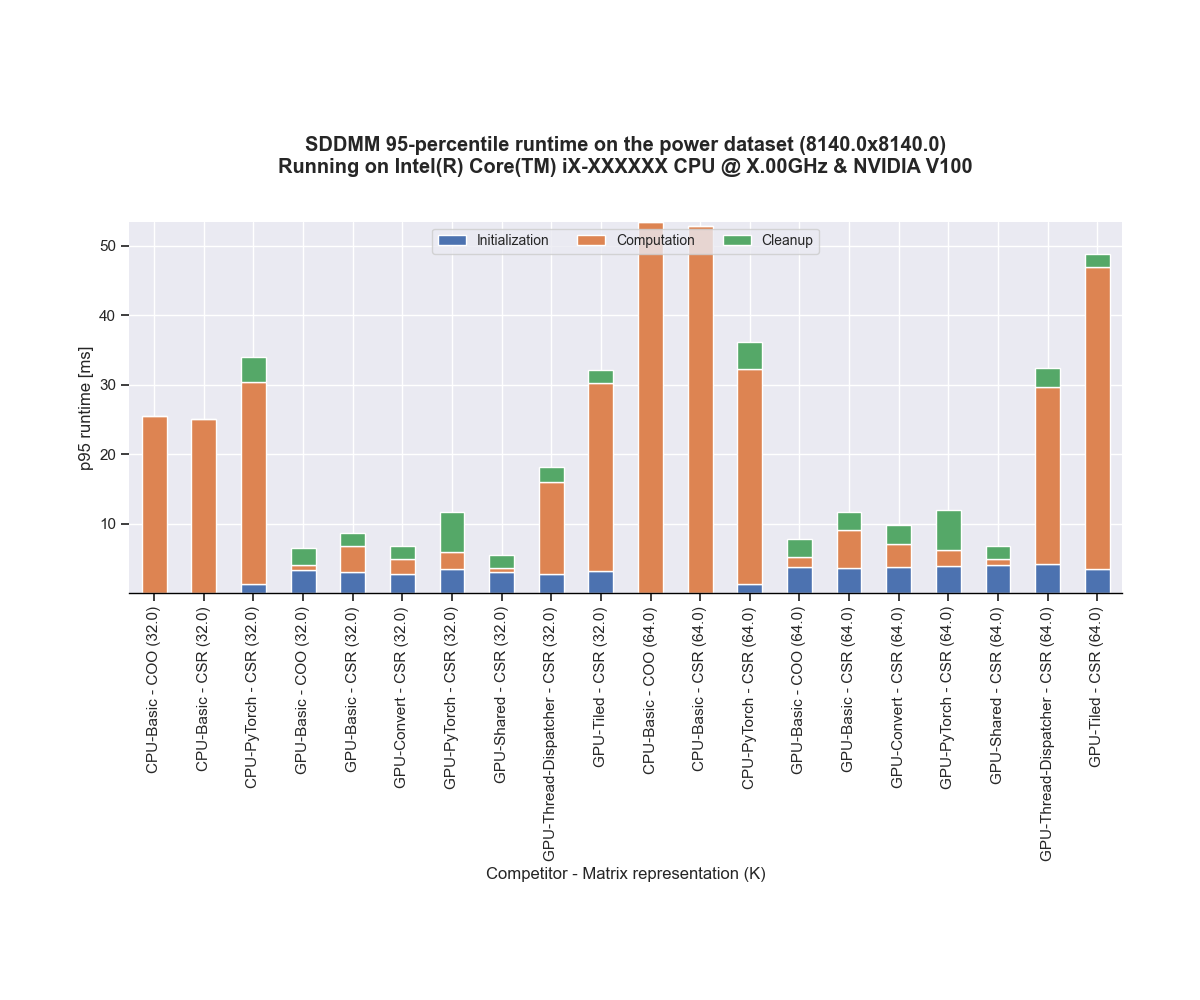 SDDMM 95-percentile runtime on the power dataset (8140.0x8140.0)
Running on Intel(R) Core(TM) iX-XXXXXX CPU @ X.00GHz & NVIDIA V100
Initialization
Computation
Cleanup
p95 runtime [ms]
50
40
30
20
10
CPU-Basic - COO (32.0)
CPU-Basic - CSR (32.0)
CPU-PyTorch - CSR (32.0)
GPU-Basic - COO (32.0)
GPU-Basic - CSR (32.0)
GPU-Convert - CSR (32.0)
GPU-PyTorch - CSR (32.0)
GPU-Shared - CSR (32.0)
GPU-Thread-Dispatcher - CSR (32.0)
GPU-Tiled - CSR (32.0)
CPU-Basic - COO (64.0)
CPU-Basic - CSR (64.0)
CPU-PyTorch - CSR (64.0)
GPU-Basic - COO (64.0)
GPU-Basic - CSR (64.0)
GPU-Convert - CSR (64.0)
GPU-PyTorch - CSR (64.0)
GPU-Shared - CSR (64.0)
GPU-Thread-Dispatcher - CSR (64.0)
GPU-Tiled - CSR (64.0)
Competitor - Matrix representation (K)